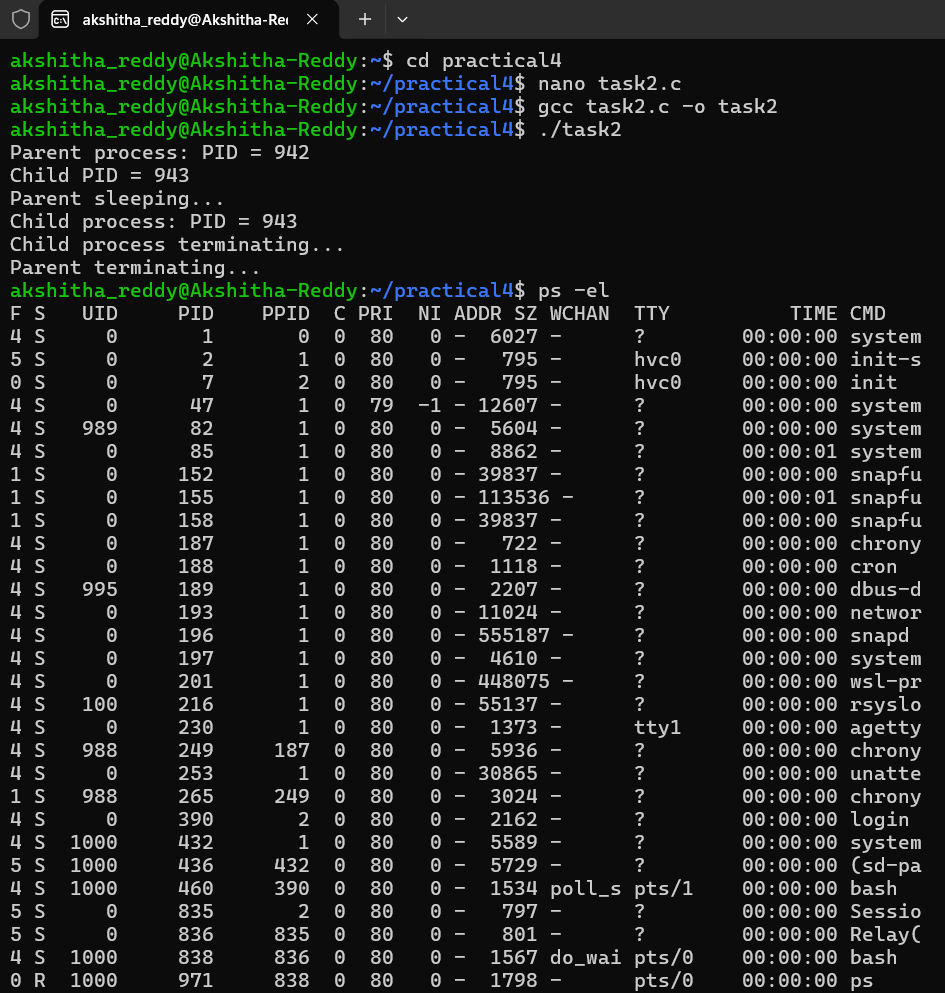 akshitha_reddy@Akshitha-Re
akshitha_reddy@Akshitha-Reddy:~$ cd practical4
akshitha_reddy@Akshitha-Reddy:~/practical4$ nano task2.c
akshitha_reddy@Akshitha-Reddy:~/practical4$ gcc task2.c -o task2
akshitha_reddy@Akshitha-Reddy:~/practical4$ ./task2
Parent process: PID = 942
Child PID = 943
Parent sleeping...
Child process: PID = 943
Child process terminating...
Parent terminating...
akshitha_reddy@Akshitha-Reddy:~/practical4$ ps -el
F S   UID     PID    PPID  C PRI  NI ADDR SZ WCHAN  TTY          TIME CMD
4 S     0       1       0  0  80   0 -  6027 -      ?        00:00:00 system
5 S     0       2       1  0  80   0 -   795 -      hvc0     00:00:00 init-s
0 S     0       7       2  0  80   0 -   795 -      hvc0     00:00:00 init
4 S     0      47       1  0  79  -1 - 12607 -      ?        00:00:00 system
4 S   989      82       1  0  80   0 -  5604 -      ?        00:00:00 system
4 S     0      85       1  0  80   0 -  8862 -      ?        00:00:01 system
1 S     0     152       1  0  80   0 - 39837 -      ?        00:00:00 snapfu
1 S     0     155       1  0  80   0 - 113536 -     ?        00:00:01 snapfu
1 S     0     158       1  0  80   0 - 39837 -      ?        00:00:00 snapfu
4 S     0     187       1  0  80   0 -   722 -      ?        00:00:00 chrony
4 S     0     188       1  0  80   0 -  1118 -      ?        00:00:00 cron
4 S   995     189       1  0  80   0 -  2207 -      ?        00:00:00 dbus-d
4 S     0     193       1  0  80   0 - 11024 -      ?        00:00:00 networ
4 S     0     196       1  0  80   0 - 555187 -     ?        00:00:00 snapd
4 S     0     197       1  0  80   0 -  4610 -      ?        00:00:00 system
4 S     0     201       1  0  80   0 - 448075 -     ?        00:00:00 wsl-pr
4 S   100     216       1  0  80   0 - 55137 -      ?        00:00:00 rsyslo
4 S     0     230       1  0  80   0 -  1373 -      tty1     00:00:00 agetty
4 S   988     249     187  0  80   0 -  5936 -      ?        00:00:00 chrony
4 S     0     253       1  0  80   0 - 30865 -      ?        00:00:00 unatte
1 S   988     265     249  0  80   0 -  3024 -      ?        00:00:00 chrony
4 S     0     390       2  0  80   0 -  2162 -      ?        00:00:00 login
4 S  1000     432       1  0  80   0 -  5589 -      ?        00:00:00 system
5 S  1000     436     432  0  80   0 -  5729 -      ?        00:00:00 (sd-pa
4 S  1000     460     390  0  80   0 -  1534 poll_s pts/1    00:00:00 bash
5 S     0     835       2  0  80   0 -   797 -      ?        00:00:00 Sessio
5 S     0     836     835  0  80   0 -   801 -      ?        00:00:00 Relay(
4 S  1000     838     836  0  80   0 -  1567 do_wai pts/0    00:00:00 bash
0 R  1000     971     838  0  80   0 -  1798 -      pts/0    00:00:00 ps